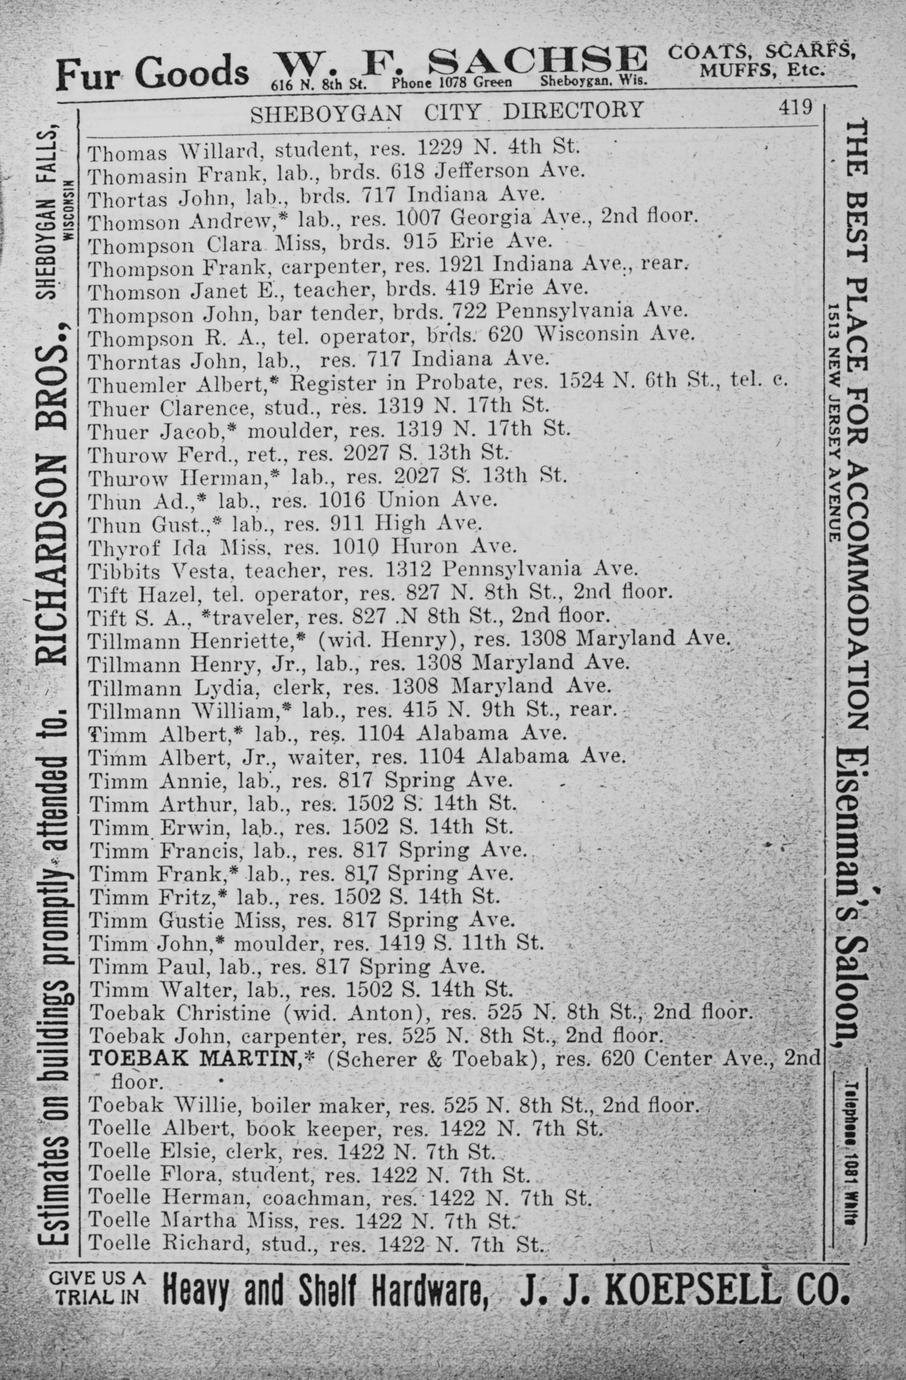 Fur Goods W. F. SACHSE COATS, SCARFS,
MUFFS, Etc.
616 N. 8th St. Phone 1078 Green Sheboygan, Wis.
SHEBOYGAN CITY DIRECTORY 419
Thomas Willard, student, res. 1229 N. 4th St.
Thomasin Frank, lab., brds. 618 Jefferson Ave.
Thortas John, lab., brds. 717 Indiana Ave.
Thomson Andrew,* lab., res. 1007 Georgia Ave., 2nd floor.
Thompson Clara Miss, brds. 915 Erie Ave.
Thompson Frank, carpenter, res. 1921 Indiana Ave., rear.
Thomson Janet E., teacher, brds. 419 Erie Ave.
Thompson John, bar tender, brds. 722 Pennsylvania Ave.
Thompson R. A., tel. operator, brds. 620 Wisconsin Ave.
Thorntas John, lab., res. 717 Indiana Ave.
Thuemler Albert,* Register in Probate, res. 1524 N. 6th St., tel. c.
Thuer Clarence, stud., res. 1319 N. 17th St.
Thuer Jacob,* moulder, res. 1319 N. 17th St.
Thurow Ferd., ret., res. 2027 S. 13th St.
Thurow Herman,* lab., res. 2027 S. 13th St.
Thun Ad.,* lab., res. 1016 Union Ave.
Thun Gust.,* lab., res. 911 High Ave.
Thyrof Ida Miss, res. 1010 Huron Ave.
Tibbits Vesta, teacher, res. 1312 Pennsylvania Ave.
Tift Hazel, tel. operator, res. 827 N. 8th St., 2nd floor.
Tift S. A., *traveler, res. 827 .N 8th St., 2nd floor.
Tillmann Henriette,* (wid. Henry), res. 1308 Maryland Ave.
Tillmann Henry, Jr., lab., res. 1308 Maryland Ave.
Tillmann Lydia, clerk, res. 1308 Maryland Ave.
Tillmann William,* lab., res. 415 N. 9th St., rear.
Timm Albert,* lab., res. 1104 Alabama Ave.
Timm Albert, Jr., waiter, res. 1104 Alabama Ave.
Timm Annie, lab., res. 817 Spring Ave.
Timm Arthur, lab., res. 1502 S. 14th St.
Timm Erwin, lab., res. 1502 S. 14th St.
Timm Francis, lab., res. 817 Spring Ave.
Timm Frank,* lab., res. 817 Spring Ave.
Timm Fritz,* lab., res. 1502 S. 14th St.
Timm Gustie Miss, res. 817 Spring Ave.
Timm John,* moulder, res. 1419 S. 11th St.
Timm Paul, lab., res. 817 Spring Ave.
Timm Walter, lab., res. 1502 S. 14th St.
Toebak Christine (wid. Anton), res. 525 N. 8th St., 2nd floor.
Toebak John, carpenter, res. 525 N. 8th St., 2nd floor.
TOEBAK MARTIN,* (Scherer & Toebak), res. 620 Center Ave., 2nd
floor.
Toebak Willie, boiler maker, res. 525 N. 8th St., 2nd floor.
Toelle Albert, book keeper, res. 1422 N. 7th St.
Toelle Elsie, clerk, res. 1422 N. 7th St.
Toelle Flora, student, res. 1422 N. 7th St.
Toelle Herman, coachman, res. 1422 N. 7th St.
Toelle Martha Miss, res. 1422 N. 7th St.
Toelle Richard, stud., res. 1422 N. 7th St.
Estimates on buildings promptly attended to. RICHARDSON BROS., SHEBOYGAN FALLS,
WISCONSIN
THE BEST PLACE FOR ACCOMMODATION Eisenman's Saloon,
1513 NEW JERSEY AVENUE
Telephone 1081 White
GIVE US A
TRIAL IN Heavy and Shelf Hardware, J. J. KOEPSELL CO.